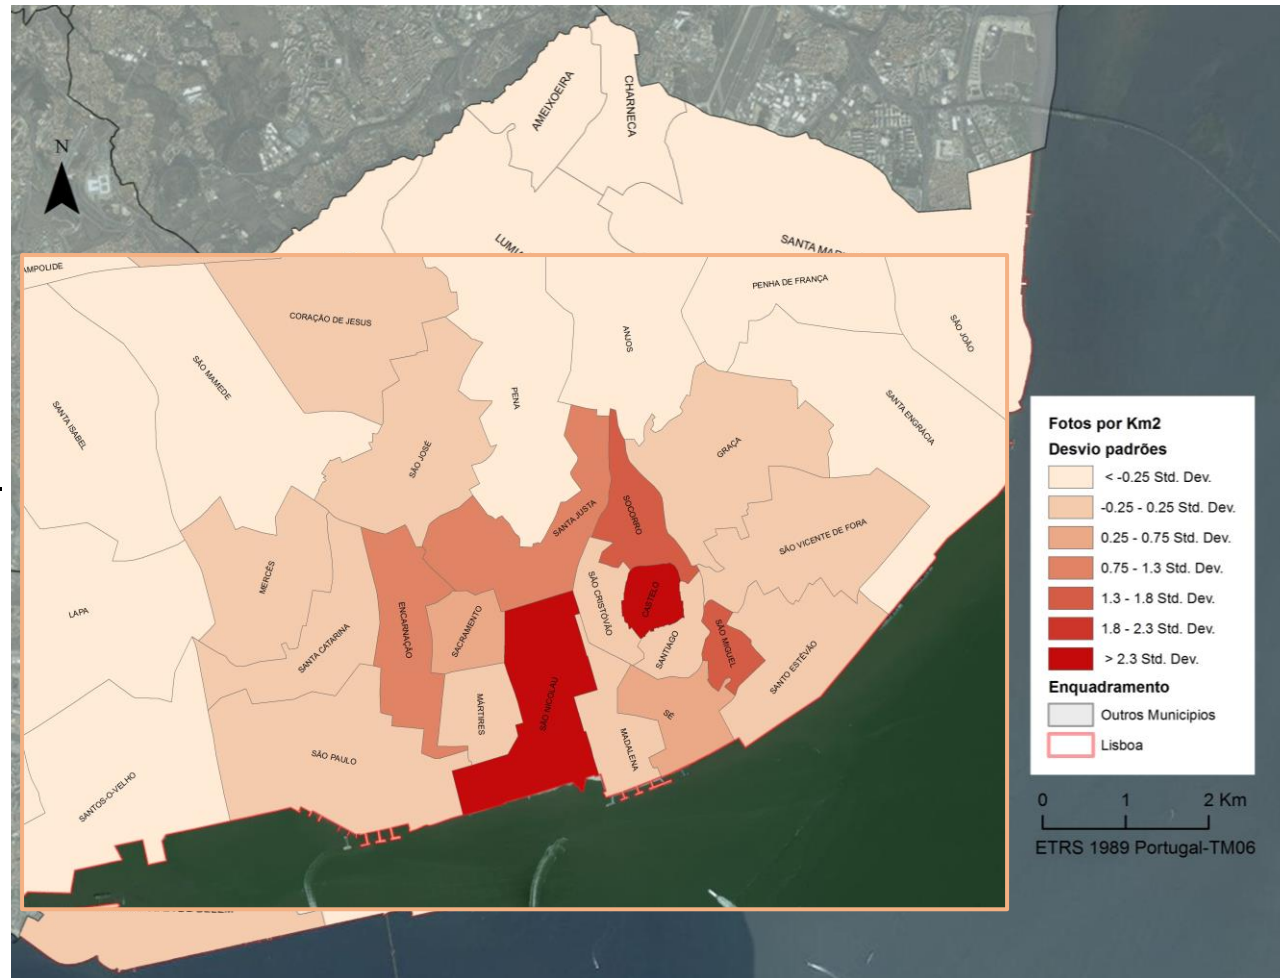 AMEIXOEIRA
CHARNECA
N
LUMIA
SANTA MAR
AMPOLIDE
CORAÇÃO DE JESUS
PENHA DE FRANÇA
SÃO JOÃO
ANJOS
SÃO MAMEDE
PENA
SANTA ISABEL
SANTA ENGRÁCIA
SÃO JOSÉ
GRAÇA
SANTA JUSTA
SOCORRO
SÃO VICENTE DE FORA
MERCÊS
LAPA
ENCARNAÇÃO
SACRAMENTO
SÃO CRISTÓVÃO
CASTELO
SANTA CATARINA
SANTIAGO
SÃO MIGUEL
SANTO ESTÊVÃO
MÁRTIRES
SÃO NICOLAU
SÉ
MADALENA
SÃO PAULO
SANTOS-O-VELHO
Fotos por Km2
Desvio padrões
< -0.25 Std. Dev.
-0.25 - 0.25 Std. Dev.
0.25 - 0.75 Std. Dev.
0.75 - 1.3 Std. Dev.
1.3 - 1.8 Std. Dev.
1.8 - 2.3 Std. Dev.
> 2.3 Std. Dev.
Enquadramento
Outros Municipios
Lisboa
0 1 2 Km
ETRS 1989 Portugal-TM06